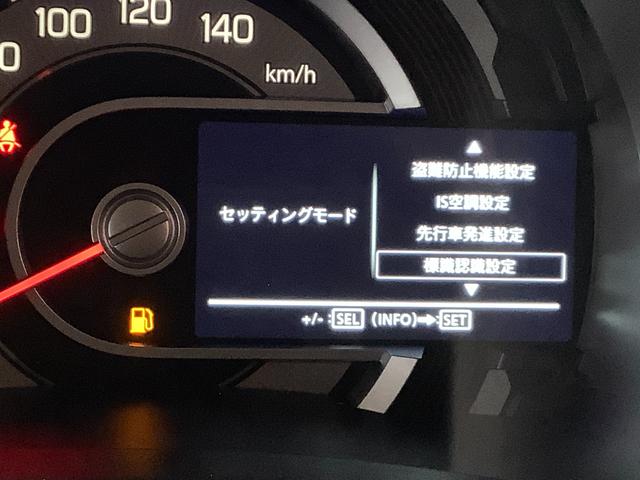 100
120
140
km/h
セッティングモード
盗難防止機能設定
IS空調設定
先行車発進設定
標識認識設定
+/- :SEL (INFO)➡:SET